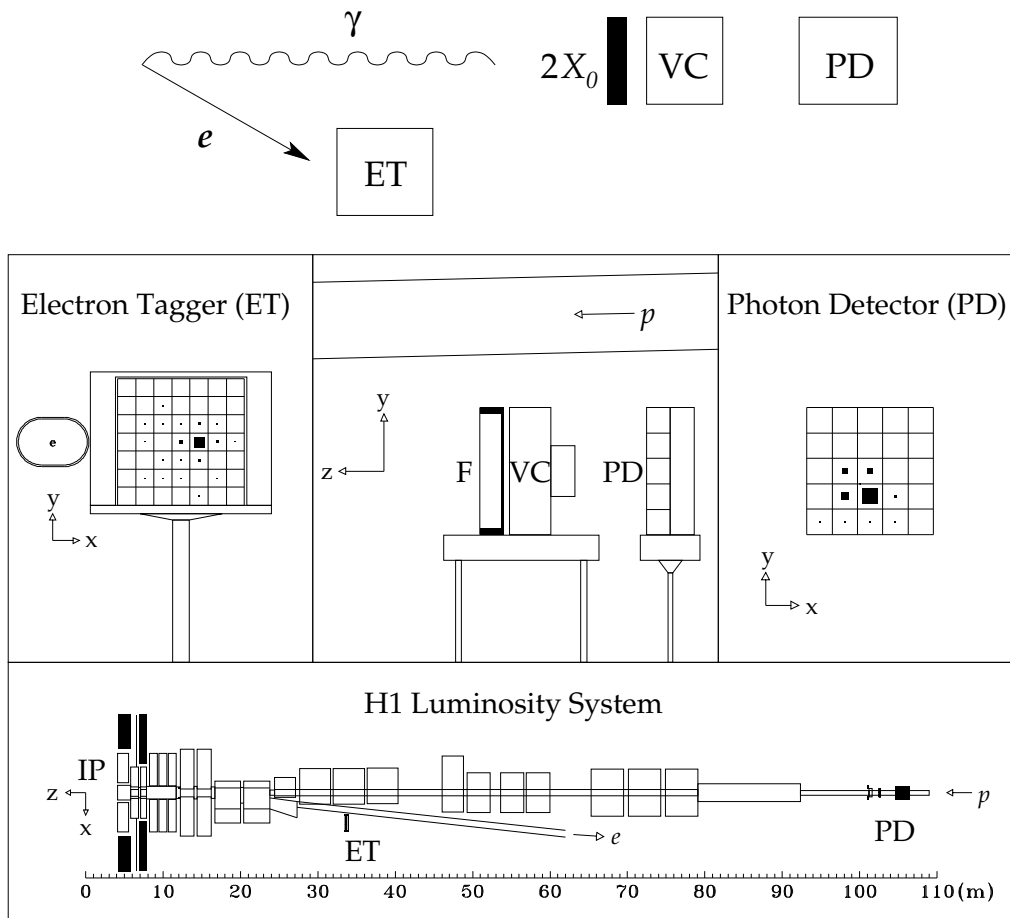 γ
2X₀ VC PD
e
ET
Electron Tagger (ET)
p
Photon Detector (PD)
y
z
F VC PD
e
y
x
y
x
H1 Luminosity System
IP
z
x
p
ET
e
PD
0 10 20 30 40 50 60 70 80 90 100 110(m)